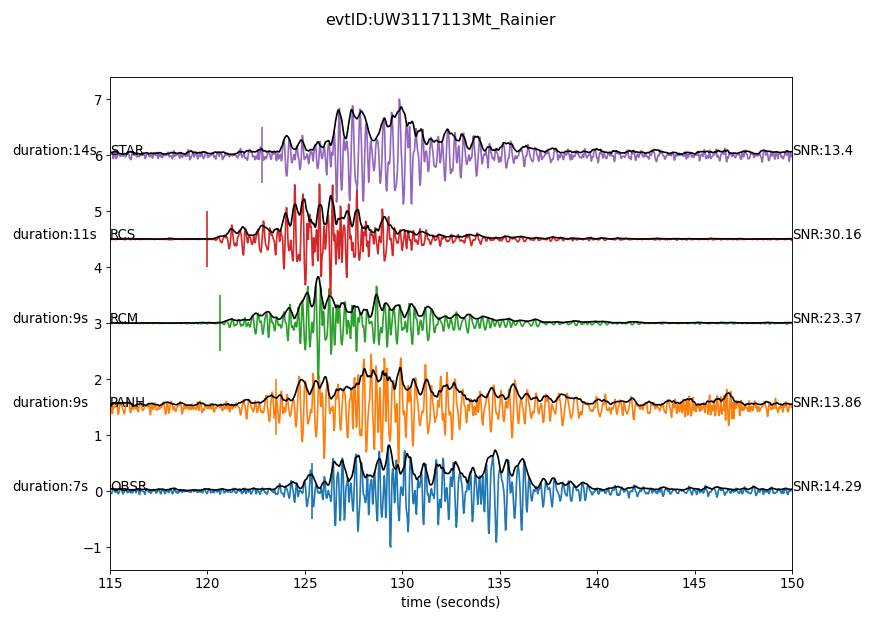 evtID:UW3117113Mt_Rainier
7
duration:14s STAR 6 SNR:13.4
5
duration:11s RCS SNR:30.16
4
duration:9s RCM 3 SNR:23.37
2
duration:9s PANH SNR:13.86
1
duration:7s OBSR 0 SNR:14.29
−1
115 120 125 130 135 140 145 150
time (seconds)